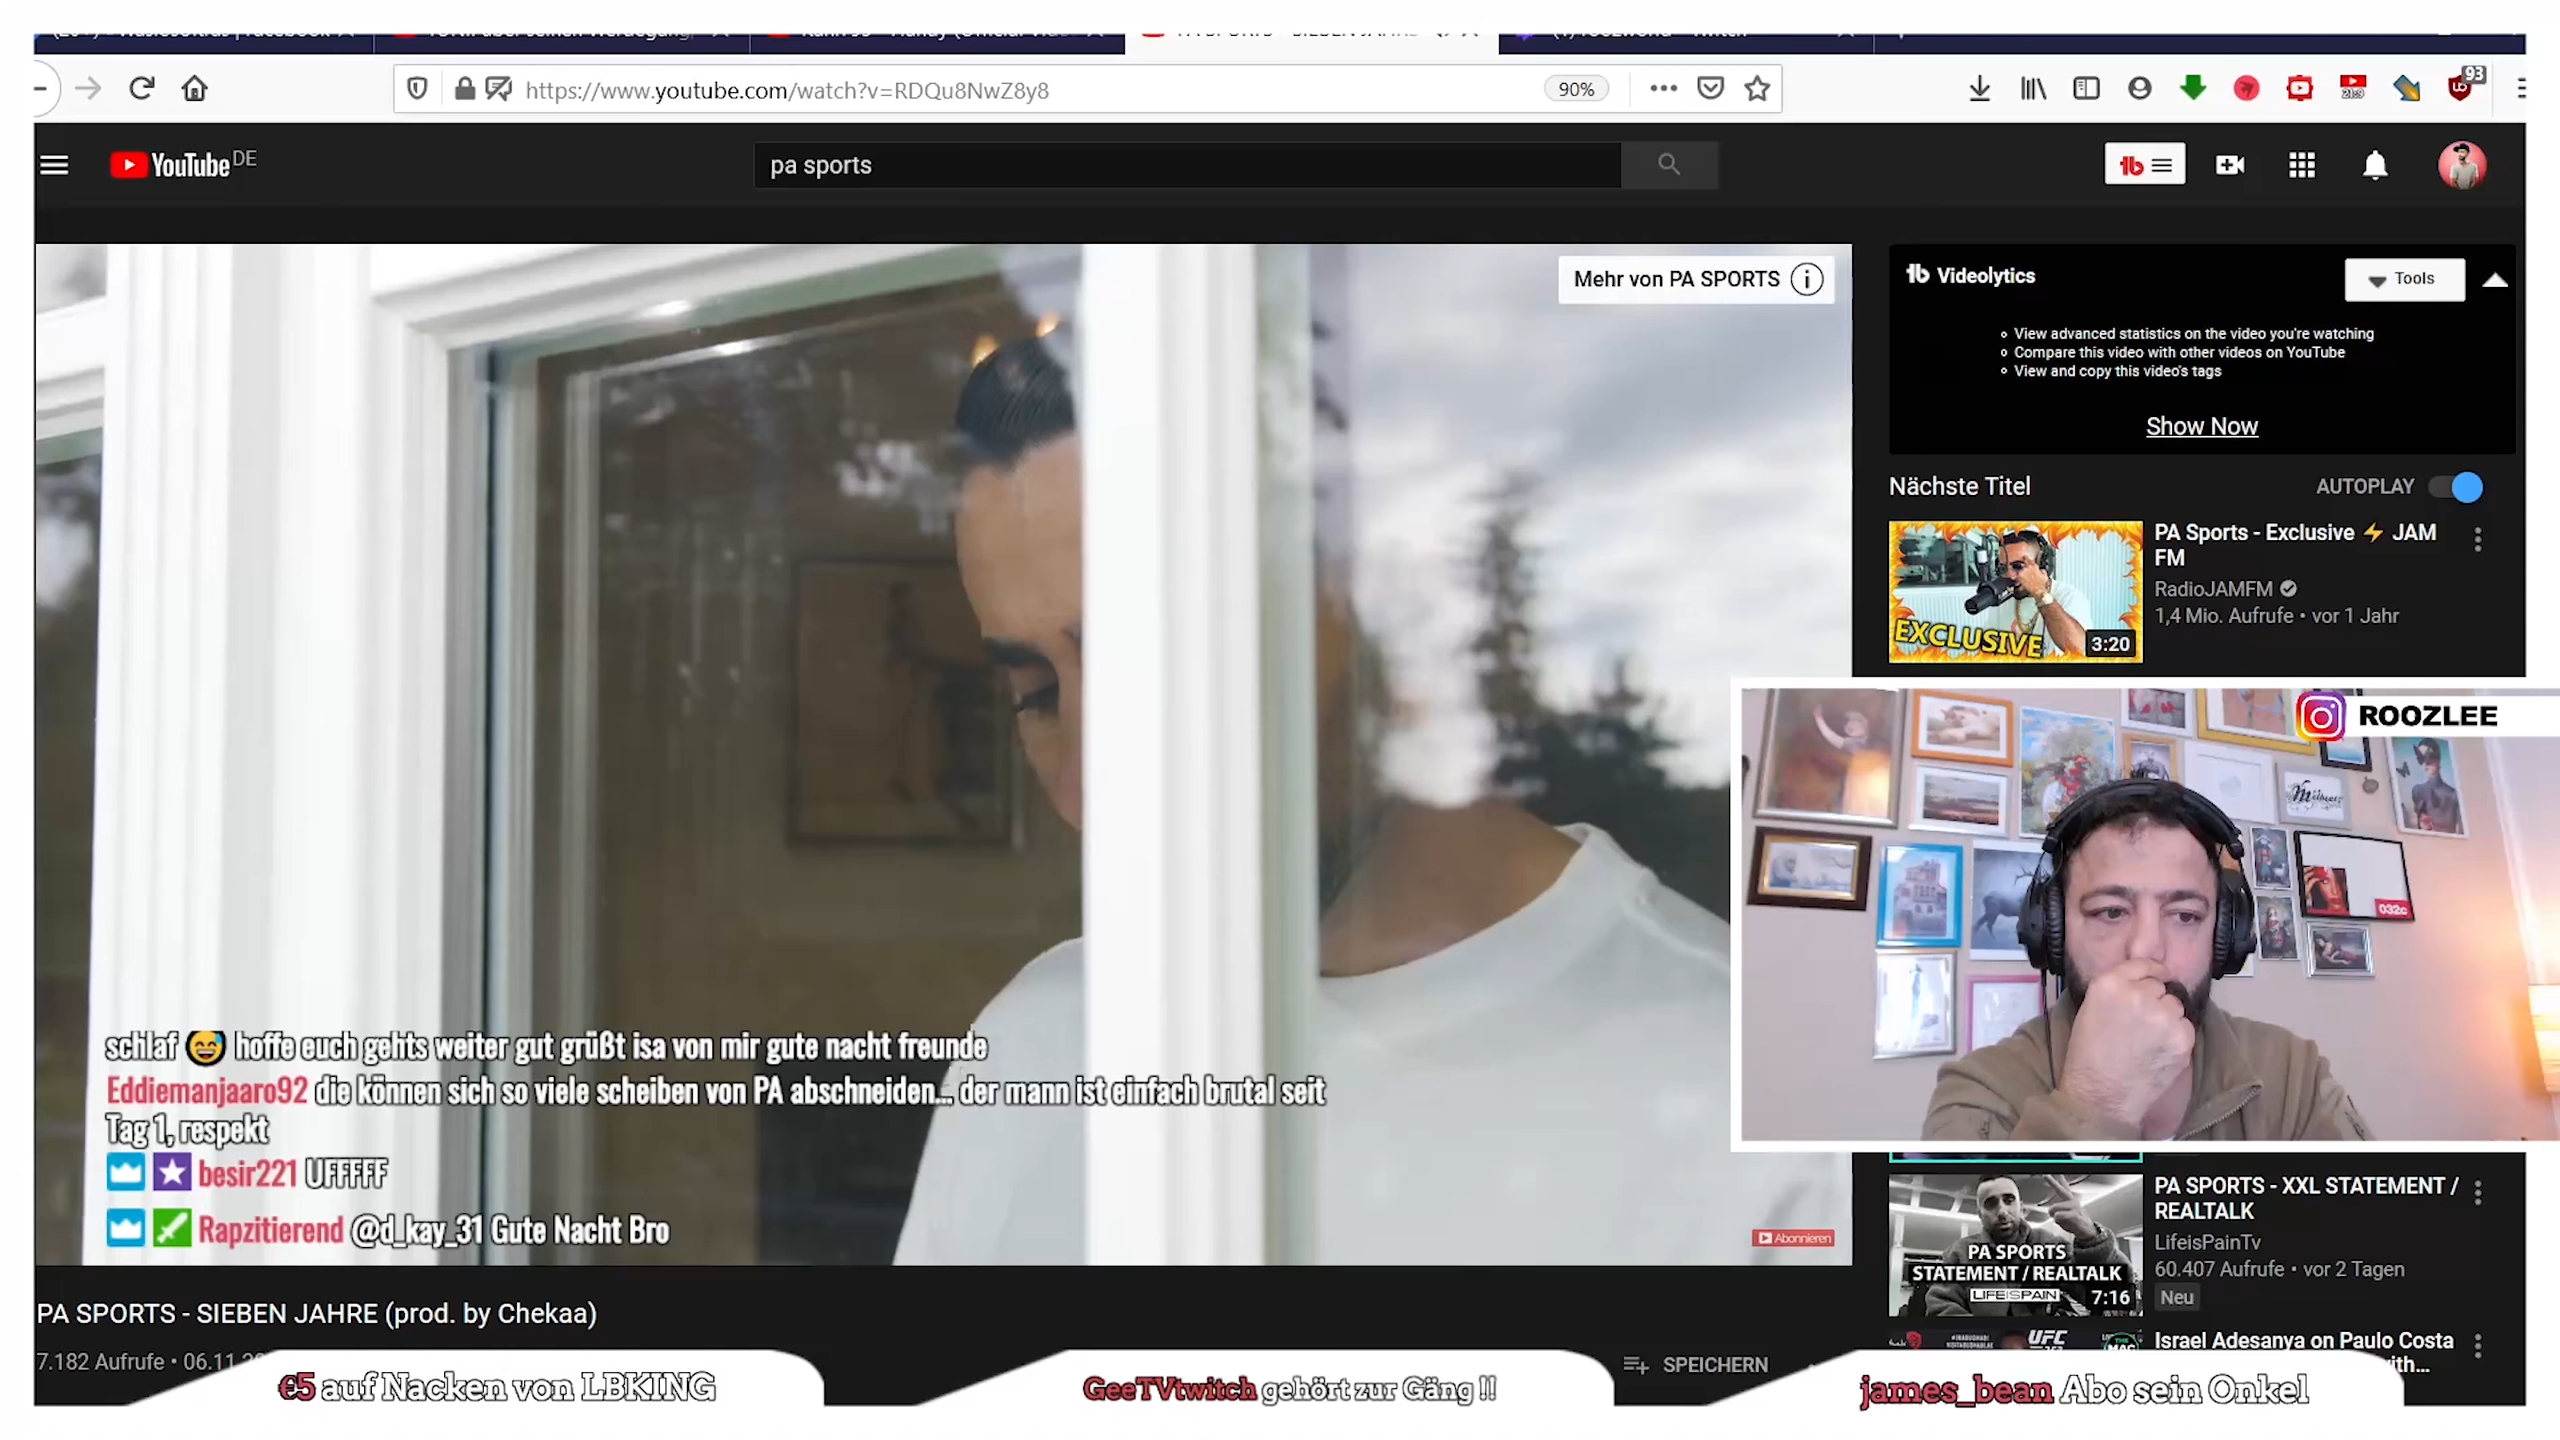 https://www.youtube.com/watch?v=RDQu8NwZ8y8
90%
93
YouTube DE
pa sports
Mehr von PA SPORTS
Videolytics
Tools
View advanced statistics on the video you're watching
Compare this video with other videos on YouTube
View and copy this video's tags
Show Now
Nächste Titel
AUTOPLAY
PA Sports - Exclusive ⚡ JAM
FM
RadioJAMFM
1,4 Mio. Aufrufe • vor 1 Jahr
EXCLUSIVE
3:20
ROOZLEE
032c
schlaf 😅 hoffe euch gehts weiter gut grüßt isa von mir gute nacht freunde
Eddiemanjaaro92 die können sich so viele scheiben von PA abschneiden... der mann ist einfach brutal seit
Tag 1, respekt
besir221 UFFFFF
Rapzitierend @d_kay_31 Gute Nacht Bro
Abonnieren
PA SPORTS - XXL STATEMENT /
REALTALK
LifeisPainTv
60.407 Aufrufe • vor 2 Tagen
Neu
PA SPORTS
STATEMENT / REALTALK
LIFEISPAIN
7:16
PA SPORTS - SIEBEN JAHRE (prod. by Chekaa)
7.182 Aufrufe • 06.11
SPEICHERN
UFC
Israel Adesanya on Paulo Costa
€5 auf Nacken von LBKING
GeeTVtwitch gehört zur Gäng !!
james_bean Abo sein Onkel